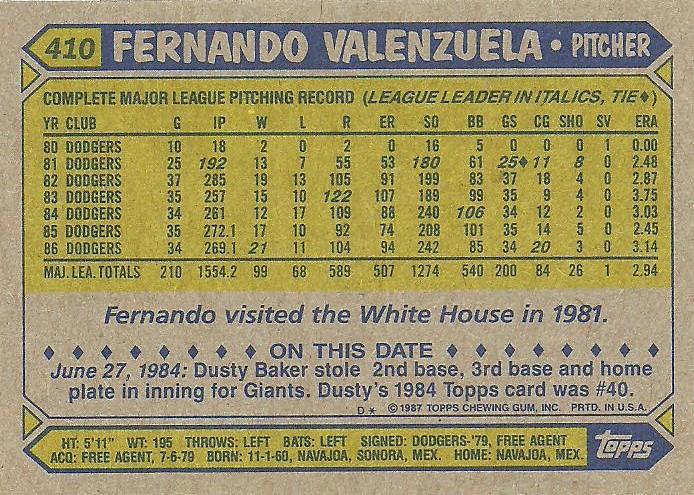 410 FERNANDO VALENZUELA • PITCHER
COMPLETE MAJOR LEAGUE PITCHING RECORD (LEAGUE LEADER IN ITALICS, TIE♦)
YR CLUB G IP W L R ER SO BB GS CG SHO SV ERA
80 DODGERS 10 18 2 0 2 0 16 5 0 0 0 1 0.00
81 DODGERS 25 192 13 7 55 53 180 61 25♦ 11 8 0 2.48
82 DODGERS 37 285 19 13 105 91 199 83 37 18 4 0 2.87
83 DODGERS 35 257 15 10 122 107 189 99 35 9 4 0 3.75
84 DODGERS 34 261 12 17 109 88 240 106 34 12 2 0 3.03
85 DODGERS 35 272.1 17 10 92 74 208 101 35 14 5 0 2.45
86 DODGERS 34 269.1 21 11 104 94 242 85 34 20 3 0 3.14
MAJ. LEA. TOTALS 210 1554.2 99 68 589 507 1274 540 200 84 26 1 2.94
Fernando visited the White House in 1981.
♦ ♦ ♦ ♦ ♦ ♦ ♦ ♦ ON THIS DATE ♦ ♦ ♦ ♦ ♦ ♦ ♦ ♦
June 27, 1984: Dusty Baker stole 2nd base, 3rd base and home
plate in inning for Giants. Dusty's 1984 Topps card was #40.
D* ©1987 TOPPS CHEWING GUM, INC. PRTD. IN U.S.A.
HT: 5'11" WT: 195 THROWS: LEFT BATS: LEFT SIGNED: DODGERS-'79, FREE AGENT
ACQ: FREE AGENT, 7-6-79 BORN: 11-1-60, NAVAJOA, SONORA, MEX. HOME: NAVAJOA, MEX.
topps